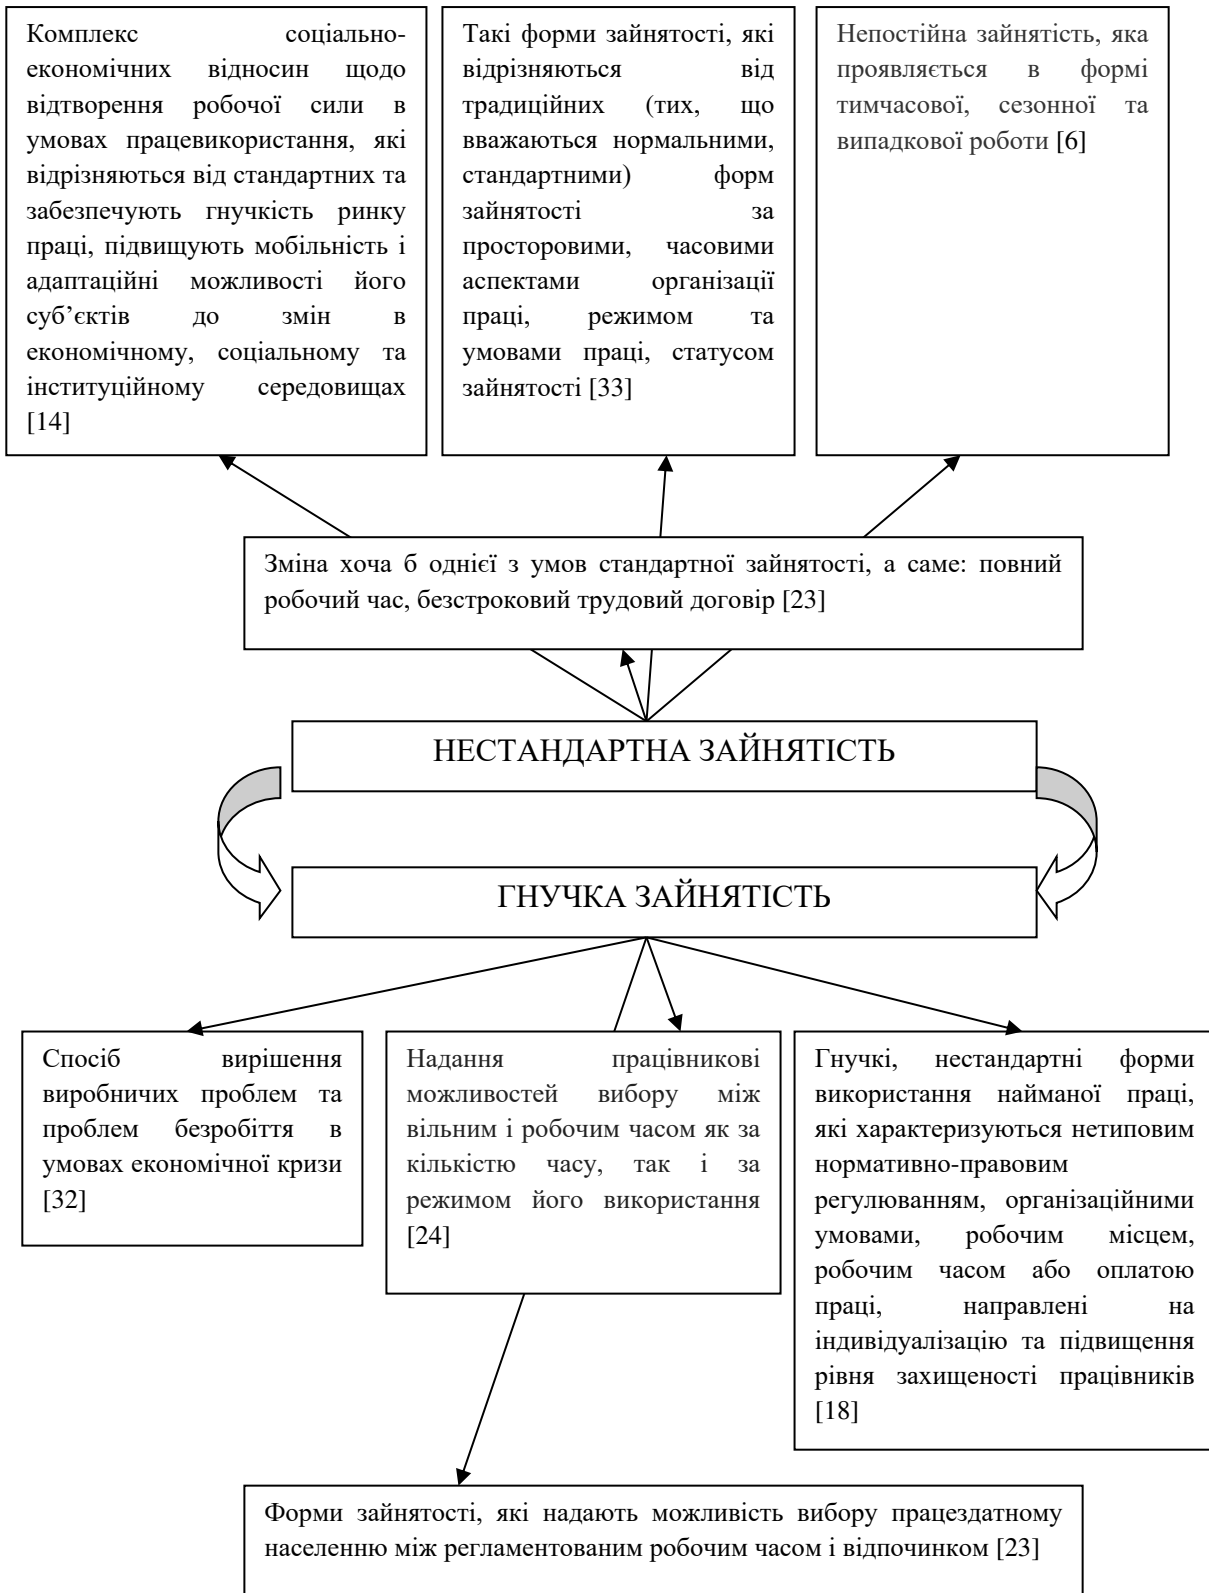 Комплекс соціально-
економічних відносин щодо
відтворення робочої сили в
умовах працевикористання, які
відрізняються від стандартних та
забезпечують гнучкість ринку
праці, підвищують мобільність і
адаптаційні можливості його
суб’єктів до змін в
економічному, соціальному та
інституційному середовищах
[14]
Такі форми зайнятості, які
відрізняються від
традиційних (тих, що
вважаються нормальними,
стандартними) форм
зайнятості за
просторовими, часовими
аспектами організації
праці, режимом та
умовами праці, статусом
зайнятості [33]
Непостійна зайнятість, яка
проявляється в формі
тимчасової, сезонної та
випадкової роботи [6]
Зміна хоча б однієї з умов стандартної зайнятості, а саме: повний
робочий час, безстроковий трудовий договір [23]
НЕСТАНДАРТНА ЗАЙНЯТІСТЬ
ГНУЧКА ЗАЙНЯТІСТЬ
Спосіб вирішення
виробничих проблем та
проблем безробіття в
умовах економічної кризи
[32]
Надання працівникові
можливостей вибору між
вільним і робочим часом як за
кількістю часу, так і за
режимом його використання
[24]
Гнучкі, нестандартні форми
використання найманої праці,
які характеризуються нетиповим
нормативно-правовим
регулюванням, організаційними
умовами, робочим місцем,
робочим часом або оплатою
праці, направлені на
індивідуалізацію та підвищення
рівня захищеності працівників
[18]
Форми зайнятості, які надають можливість вибору працездатному
населенню між регламентованим робочим часом і відпочинком [23]